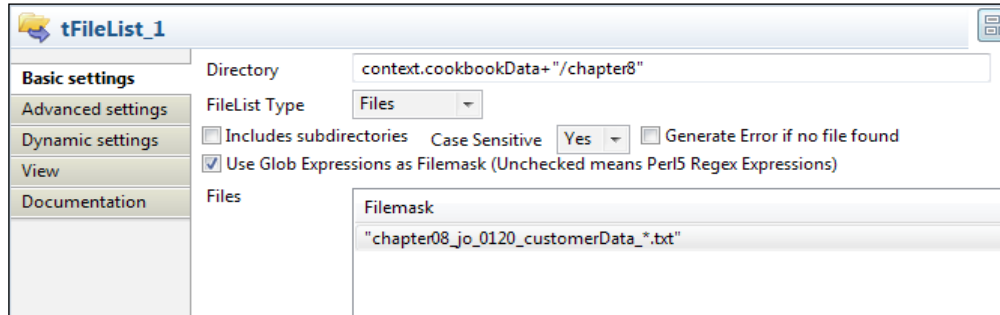 tFileList_1
Basic settings
Advanced settings
Dynamic settings
View
Documentation
Directory context.cookbookData+"/chapter8"
FileList Type Files
Includes subdirectories Case Sensitive Yes Generate Error if no file found
Use Glob Expressions as Filemask (Unchecked means Perl5 Regex Expressions)
Files
Filemask
"chapter08_jo_0120_customerData_*.txt"